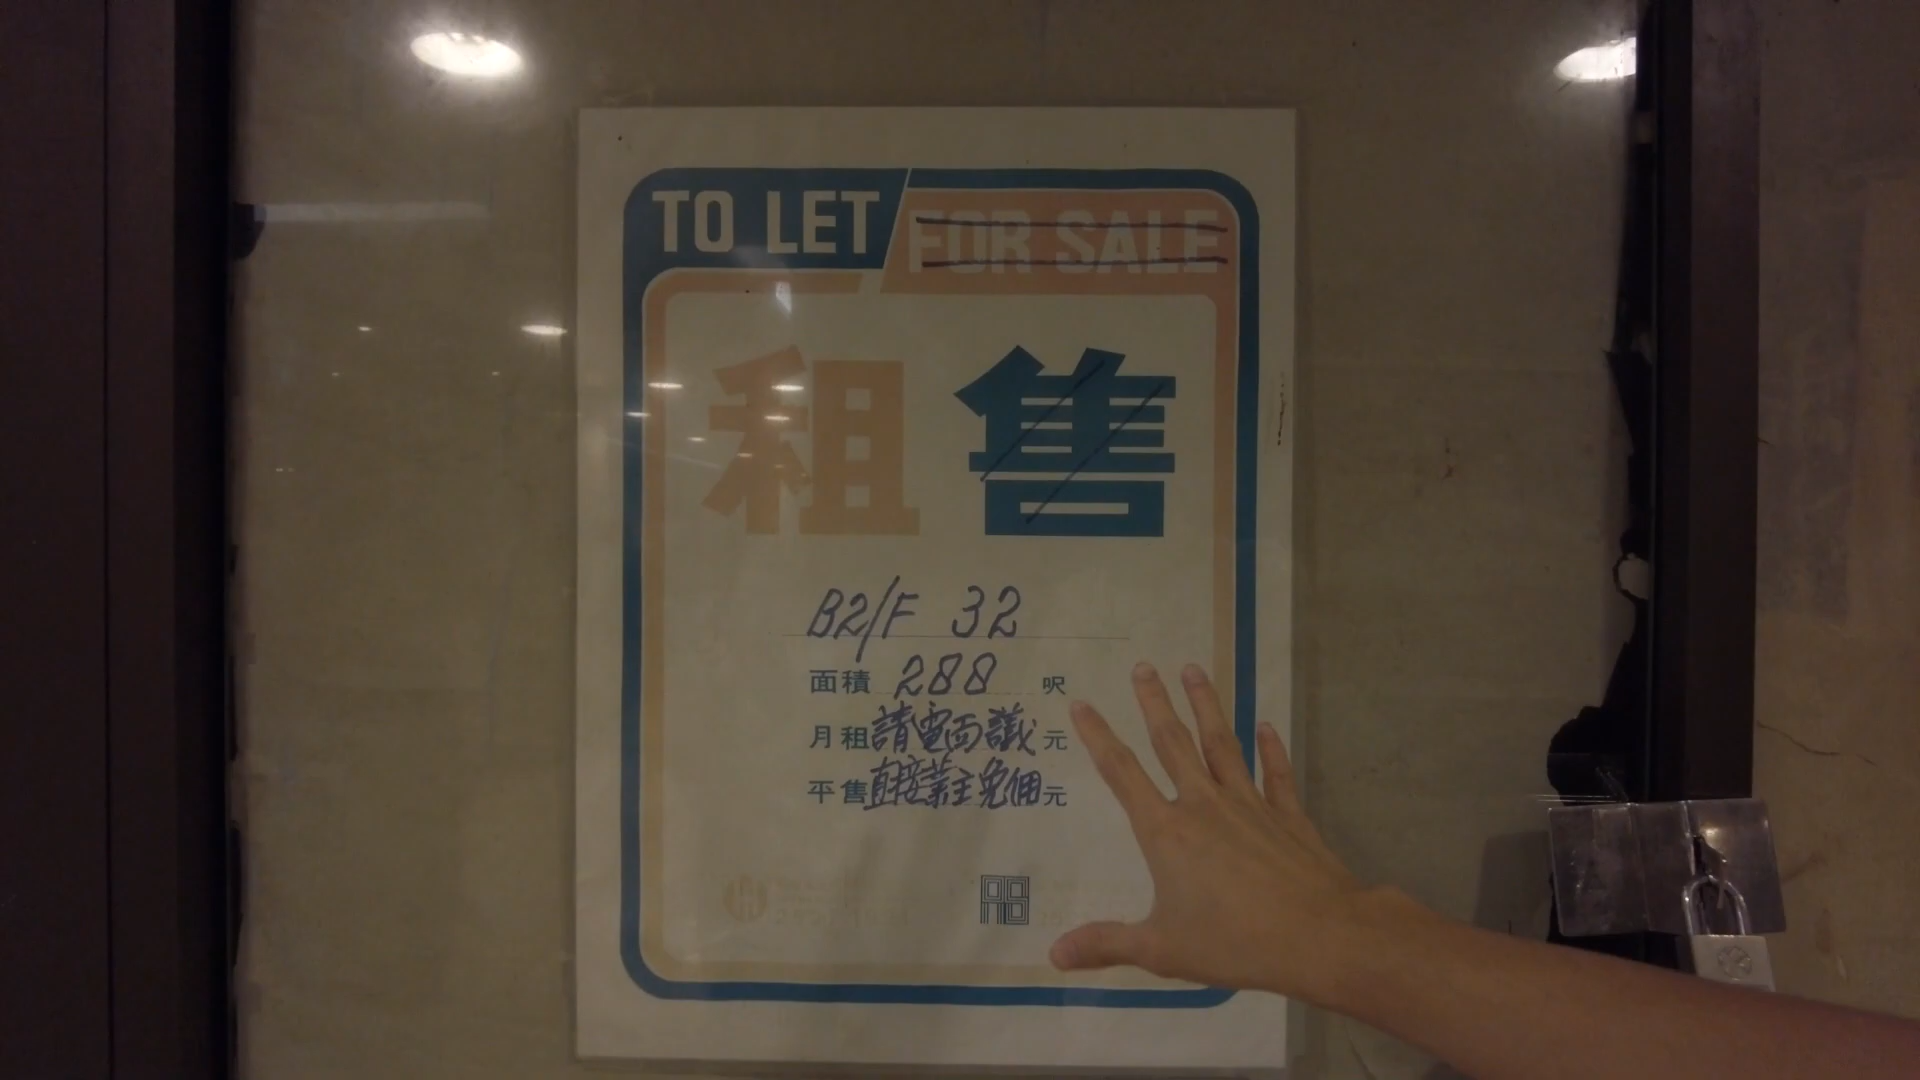 TO LET FOR SALE
租 售
B2/F 32
面積 288 呎
月租 請電面議 元
平售 直接業主免佣 元